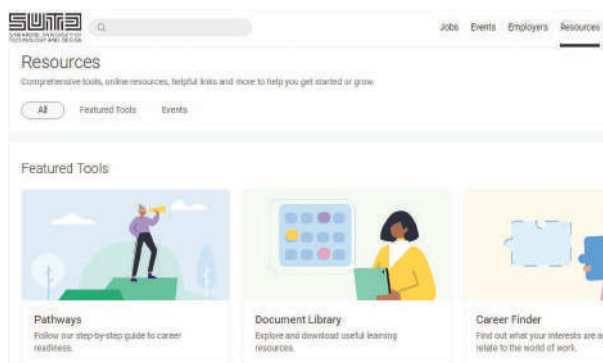 SUTD
SINGAPORE UNIVERSITY OF
TECHNOLOGY AND DESIGN
Jobs Events Employers Resources
Resources
Comprehensive tools, online resources, helpful links and more to help you get started or grow.
All Featured Tools Events
Featured Tools
Pathways
Follow our step-by-step guide to career
readiness.
Document Library
Explore and download useful learning
resources.
Career Finder
Find out what your interests are a
relate to the world of work.